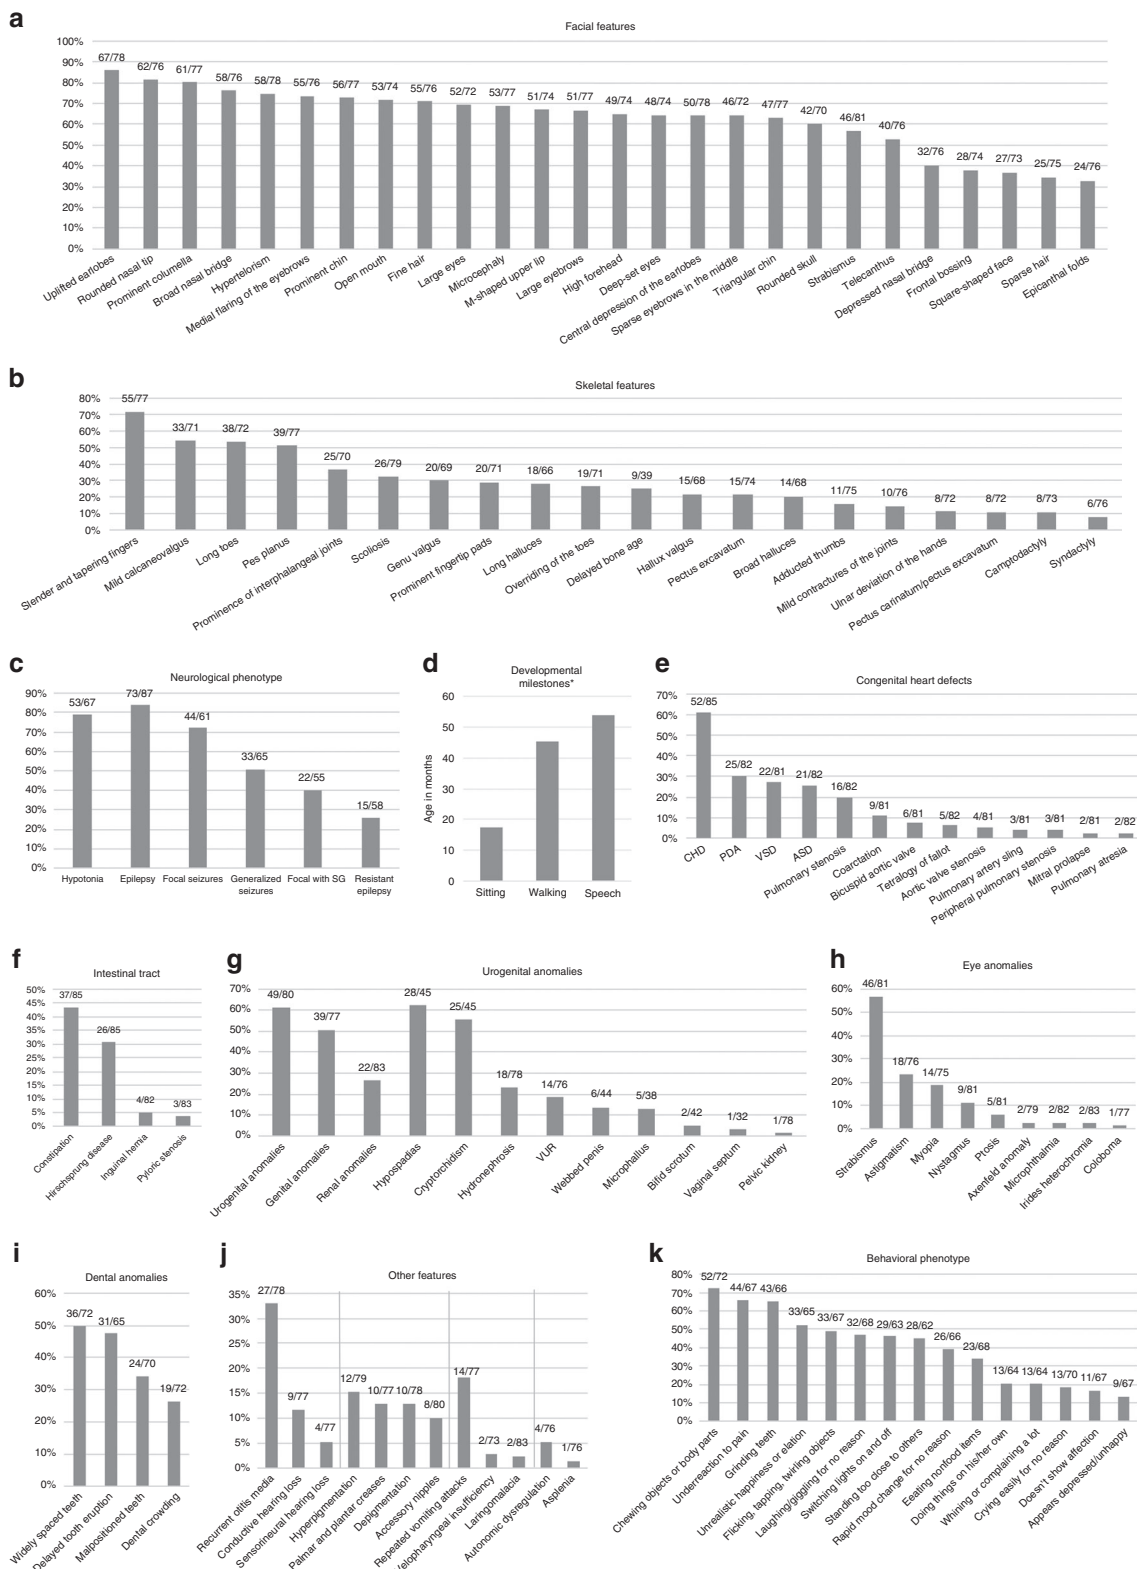 a
Facial features
100%
90%
80%
70%
60%
50%
40%
30%
20%
10%
0%
67/78 62/76 61/77 58/76 58/78 55/76 56/77 53/74 55/76 52/72 53/77 51/74 51/77 49/74 48/74 50/78 46/72 47/77 42/70 46/81 40/76 32/76 28/74 27/73 25/75 24/76
Uplifted earlobes
Rounded nasal tip
Prominent columella
Broad nasal bridge
Hypertelorism
Medial flaring of the eyebrows
Prominent chin
Open mouth
Fine hair
Large eyes
Microcephaly
M-shaped upper lip
Large eyebrows
High forehead
Deep-set eyes
Central depression of the earlobes
Sparse eyebrows in the middle
Triangular chin
Rounded skull
Strabismus
Telecanthus
Depressed nasal bridge
Frontal bossing
Square-shaped face
Sparse hair
Epicanthal folds
b
Skeletal features
80%
70%
60%
50%
40%
30%
20%
10%
0%
55/77 33/71 38/72 39/77 25/70 26/79 20/69 20/71 18/66 19/71 9/39 15/68 15/74 14/68 11/75 10/76 8/72 8/72 8/73 6/76
Slender and tapering fingers
Mild calcaneovalgus
Long toes
Pes planus
Prominence of interphalangeal joints
Scoliosis
Genu valgus
Prominent fingertip pads
Long halluces
Overriding of the toes
Delayed bone age
Hallux valgus
Pectus excavatum
Broad halluces
Adducted thumbs
Mild contractures of the joints
Ulnar deviation of the hands
Pectus carinatum/pectus excavatum
Camptodactyly
Syndactyly
c
Neurological phenotype
90%
80%
70%
60%
50%
40%
30%
20%
10%
0%
53/67 73/87 44/61 33/65 22/55 15/58
Hypotonia
Epilepsy
Focal seizures
Generalized
seizures
Focal with SG
Resistant
epilepsy
d
Developmental
milestones*
Age in months
60
50
40
30
20
10
0
Sitting Walking Speech
e
Congenital heart defects
70%
60%
50%
40%
30%
20%
10%
0%
52/85 25/82 22/81 21/82 16/82 9/81 6/81 5/82 4/81 3/81 3/81 2/81 2/82
CHD
PDA
VSD
ASD
Pulmonary stenosis
Coarctation
Bicuspid aortic valve
Tetralogy of fallot
Aortic valve stenosis
Pulmonary artery sling
Peripheral pulmonary stenosis
Mitral prolapse
Pulmonary atresia
f
Intestinal tract
50%
45%
40%
35%
30%
25%
20%
15%
10%
5%
0%
37/85 26/85 4/82 3/83
Constipation
Hirschsprung disease
Inguinal hernia
Pyloric stenosis
g
Urogenital anomalies
70%
60%
50%
40%
30%
20%
10%
0%
49/80 39/77 22/83 28/45 25/45 18/78 14/76 6/44 5/38 2/42 1/32 1/78
Urogenital anomalies
Genital anomalies
Renal anomalies
Hypospadias
Cryptorchidism
Hydronephrosis
VUR
Webbed penis
Microphallus
Bifid scrotum
Vaginal septum
Pelvic kidney
h
Eye anomalies
60%
50%
40%
30%
20%
10%
0%
46/81 18/76 14/75 9/81 5/81 2/79 2/82 2/83 1/77
Strabismus
Astigmatism
Myopia
Nystagmus
Ptosis
Axenfeld anomaly
Microphthalmia
Irides heterochromia
Coloboma
i
Dental anomalies
60%
50%
40%
30%
20%
10%
0%
36/72 31/65 24/70 19/72
Widely spaced teeth
Delayed tooth eruption
Malpositioned teeth
Dental crowding
j
Other features
35%
30%
25%
20%
15%
10%
5%
0%
27/78 9/77 4/77 12/79 10/77 10/78 8/80 14/77 2/73 2/83 4/76 1/76
Recurrent otitis media
Conductive hearing loss
Sensorineural hearing loss
Hyperpigmentation
Palmar and plantar creases
Depigmentation
Accessory nipples
Repeated vomiting attacks
Velopharyngeal insufficiency
Laringomalacia
Autonomic dysregulation
Asplenia
k
Behavioral phenotype
80%
70%
60%
50%
40%
30%
20%
10%
0%
52/72 44/67 43/66 33/65 33/67 32/68 29/63 28/62 26/66 23/68 13/64 13/64 13/70 11/67 9/67
Chewing objects or body parts
Underreaction to pain
Grinding teeth
Unrealistic happiness or elation
Flicking, tapping, twirling objects
Laughing/giggling for no reason
Switching lights on and off
Standing too close to others
Rapid mood change for no reason
Eeating nonfood items
Doing things on his/her own
Whining or complaining a lot
Crying easily for no reason
Doesn't show affection
Appears depressed/unhappy